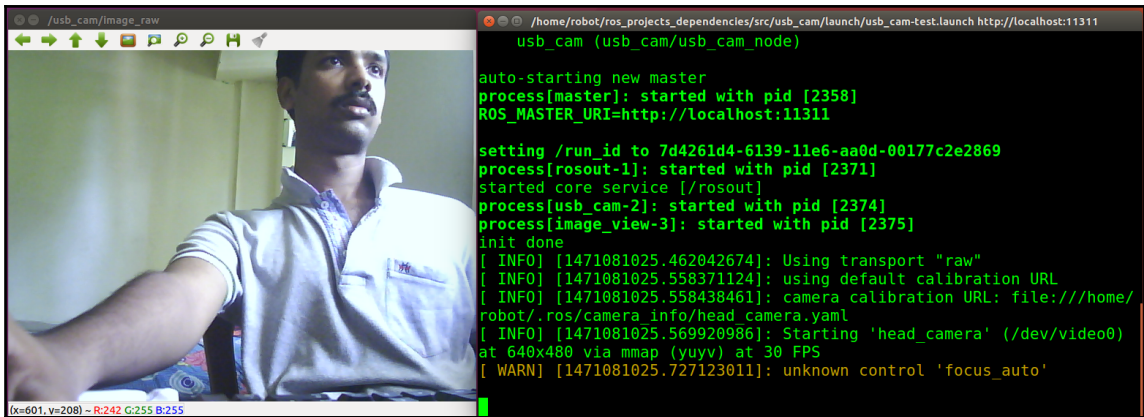 /usb_cam/image_raw
(x=601, y=208) ~ R:242 G:255 B:255
/home/robot/ros_projects_dependencies/src/usb_cam/launch/usb_cam-test.launch http://localhost:11311
usb_cam (usb_cam/usb_cam_node)
auto-starting new master
process[master]: started with pid [2358]
ROS_MASTER_URI=http://localhost:11311
setting /run_id to 7d4261d4-6139-11e6-aa0d-00177c2e2869
process[rosout-1]: started with pid [2371]
started core service [/rosout]
process[usb_cam-2]: started with pid [2374]
process[image_view-3]: started with pid [2375]
init done
[ INFO] [1471081025.462042674]: Using transport "raw"
[ INFO] [1471081025.558371124]: using default calibration URL
[ INFO] [1471081025.558438461]: camera calibration URL: file:///home/
robot/.ros/camera_info/head_camera.yaml
[ INFO] [1471081025.569920986]: Starting 'head_camera' (/dev/video0)
at 640x480 via mmap (yuyv) at 30 FPS
[ WARN] [1471081025.727123011]: unknown control 'focus_auto'